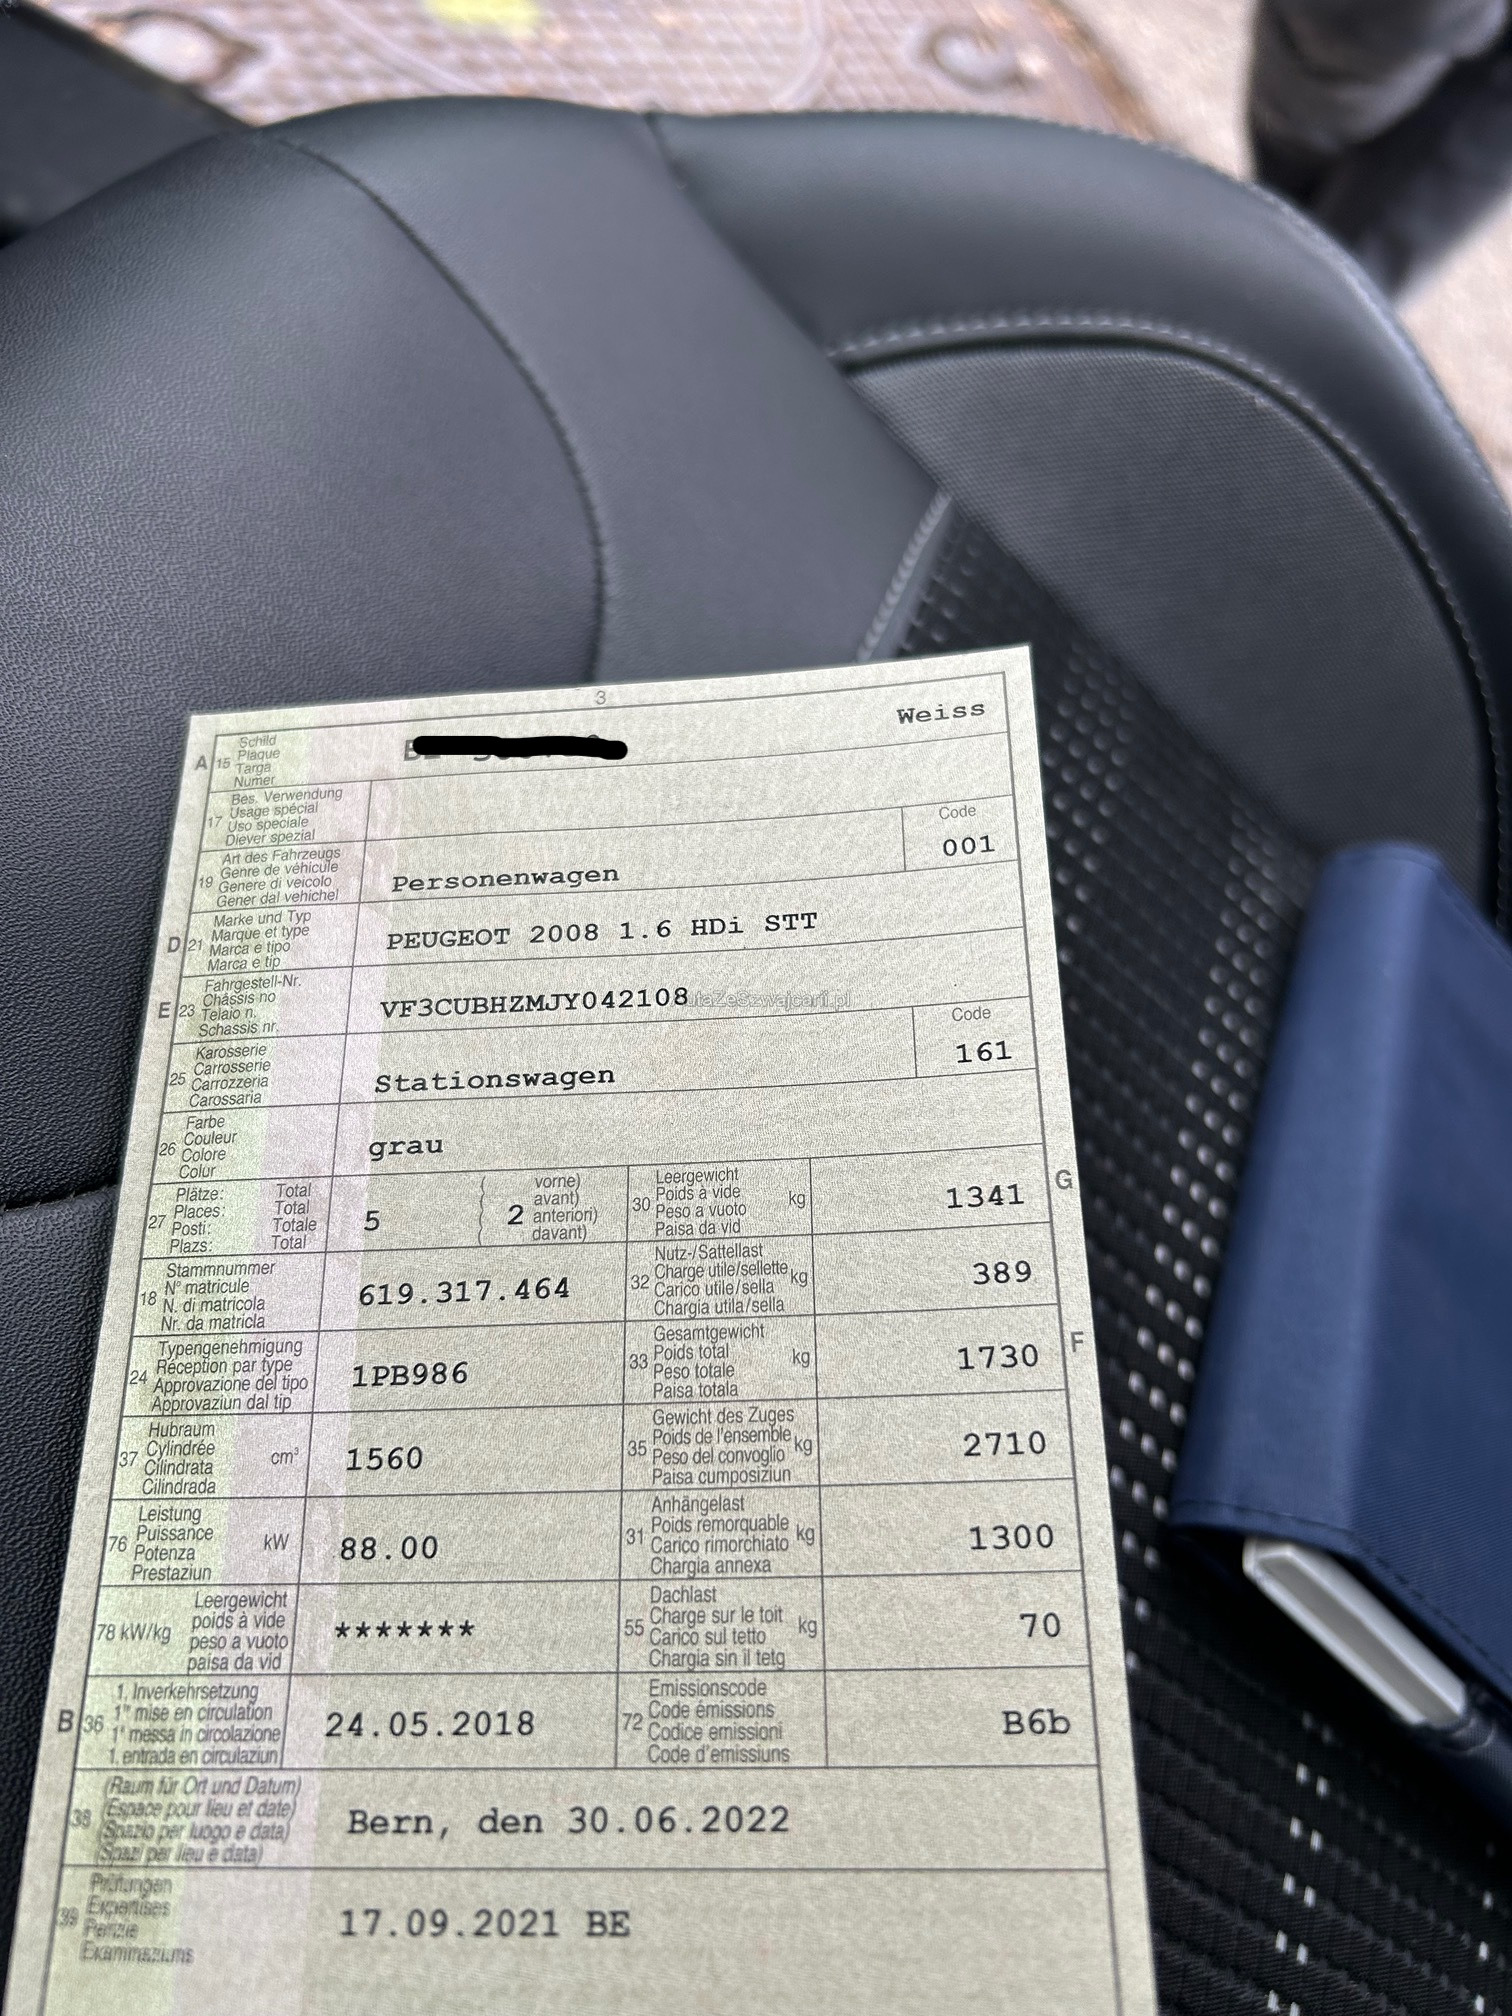 3
A 15 Schild Plaque Targa Numer Weiss
17 Bes. Verwendung Usage spécial Uso speciale Diever spezial
19 Art des Fahrzeugs Genre de véhicule Genere di veicolo Gener dal vehichel Personenwagen Code 001
D 21 Marke und Typ Marque et type Marca e tipo Marca e tip PEUGEOT 2008 1.6 HDi STT
E 23 Fahrgestell-Nr. Châssis no Telaio n. Schassis nr. VF3CUBHZMJY042108
25 Karosserie Carrosserie Carrozzeria Carossaria Stationswagen Code 161
26 Farbe Couleur Colore Colur grau
27 Plätze: Total Places: Total Posti: Totale Plazs: Total 5 ( 2 vorne) avant) anteriori) davant)
30 Leergewicht Poids à vide Peso a vuoto Paisa da vid kg 1341 G
18 Stammnummer N° matricule N. di matricola Nr. da matricla 619.317.464
32 Nutz-/Sattellast Charge utile/sellette Carico utile/sella Chargia utila/sella kg 389
24 Typengenehmigung Réception par type Approvazione del tipo Approvaziun dal tip 1PB986
33 Gesamtgewicht Poids total Peso totale Paisa totala kg 1730 F
37 Hubraum Cylindrée Cilindrata Cilindrada cm³ 1560
35 Gewicht des Zuges Poids de l'ensemble Peso del convoglio Paisa cumposiziun kg 2710
76 Leistung Puissance Potenza Prestaziun kW 88.00
31 Anhängelast Poids remorquable Carico rimorchiato Chargia annexa kg 1300
78 kW/kg Leergewicht poids à vide peso a vuoto paisa da vid *******
55 Dachlast Charge sur le toit Carico sul tetto Chargia sin il tetg kg 70
B 36 1. Inverkehrsetzung 1re mise en circulation 1a messa in circolazione 1. entrada en circulaziun 24.05.2018
72 Emissionscode Code émissions Codice emissioni Code d'emissiuns B6b
38 (Raum für Ort und Datum) (Espace pour lieu et date) (Spazio per luogo e data) (Spazi per lieu e data) Bern, den 30.06.2022
39 Prüfungen Expertises Perizie Examinaziuns 17.09.2021 BE